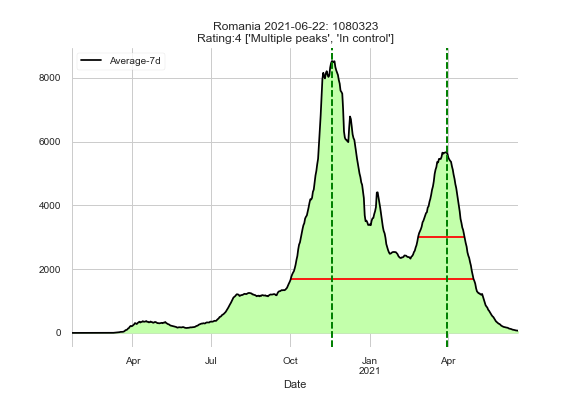 Romania 2021-06-22: 1080323
Rating:4 ['Multiple peaks', 'In control']
Average-7d
8000
6000
4000
2000
0
Apr
Jul
Oct
Jan
2021
Apr
Date